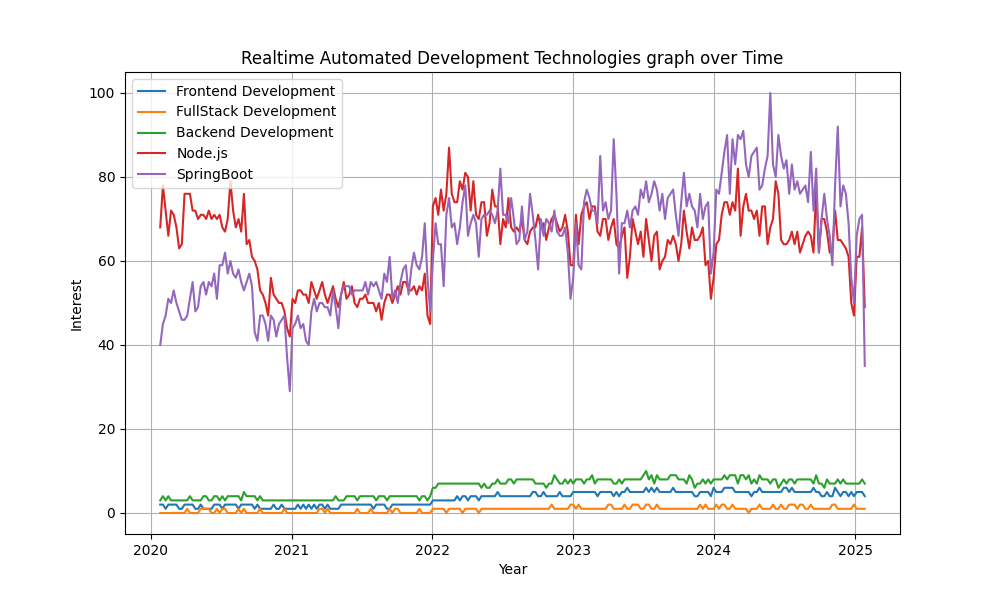 Realtime Automated Development Technologies graph over Time
Frontend Development
FullStack Development
Backend Development
Node.js
SpringBoot
100
80
60
40
20
0
Interest
2020
2021
2022
2023
2024
2025
Year